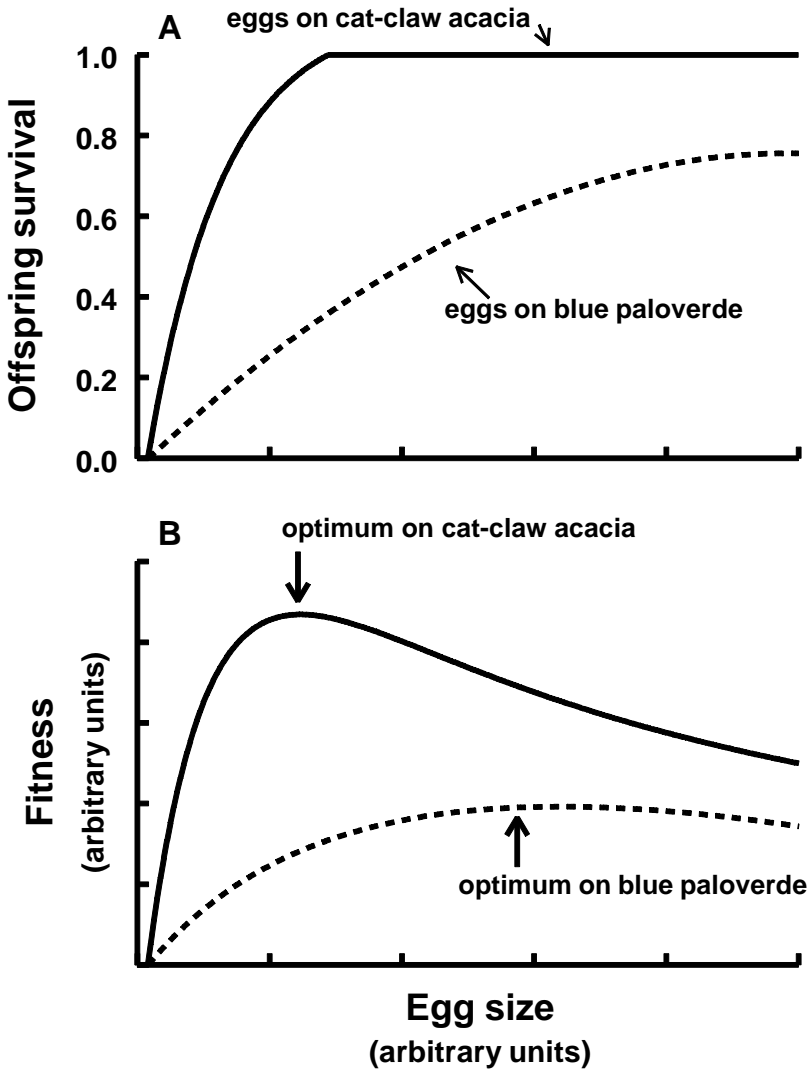 A
eggs on cat-claw acacia
Offspring survival
1.0
0.8
0.6
0.4
0.2
0.0
eggs on blue paloverde
B
optimum on cat-claw acacia
Fitness
(arbitrary units)
optimum on blue paloverde
Egg size
(arbitrary units)